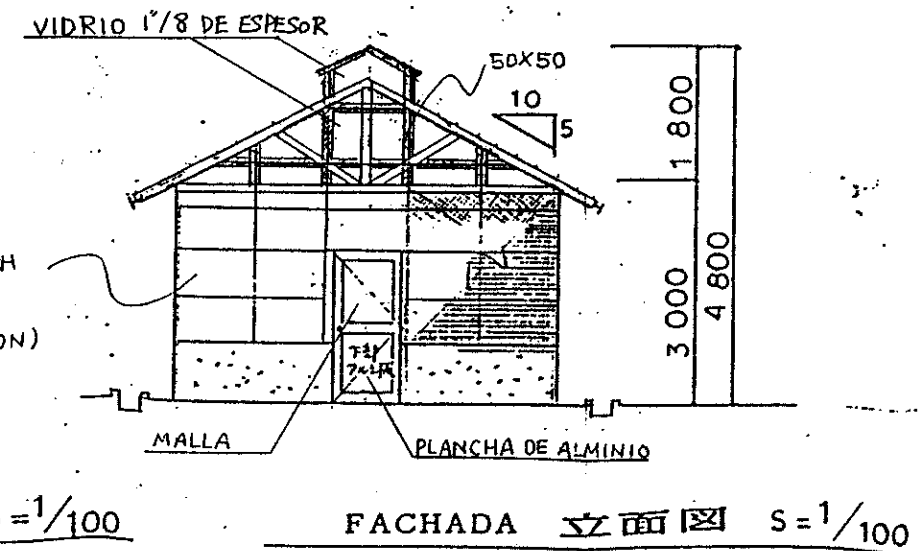 VIDRIO 1"/8 DE ESPESOR
50X50
10
5
1 800
3 000
4 800
H
ON)
MALLA
PLANCHA DE ALMINIO
=1/100
FACHADA 立面図 S=1/100